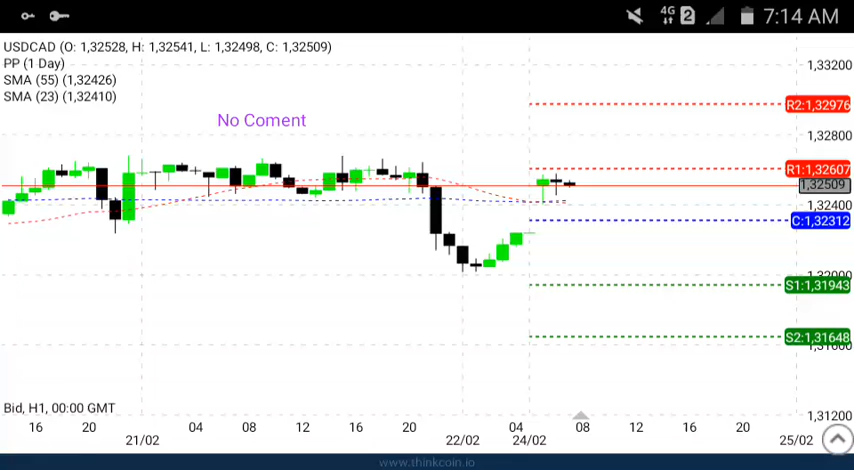 4G 2 7:14 AM
USDCAD (O: 1,32528, H: 1,32541, L: 1,32498, C: 1,32509)
PP (1 Day)
SMA (55) (1,32426)
SMA (23) (1,32410)
No Coment
1,33200
R2:1,32976
1,32800
R1:1,32607
1,32509
1,32400
C:1,32312
1,32000
S1:1,31943
S2:1,31648
1,31600
1,31200
Bid, H1, 00:00 GMT
16 20 04 08 12 16 20 04 08 12 16 20
21/02 22/02 24/02 25/02
www.thinkcoin.io